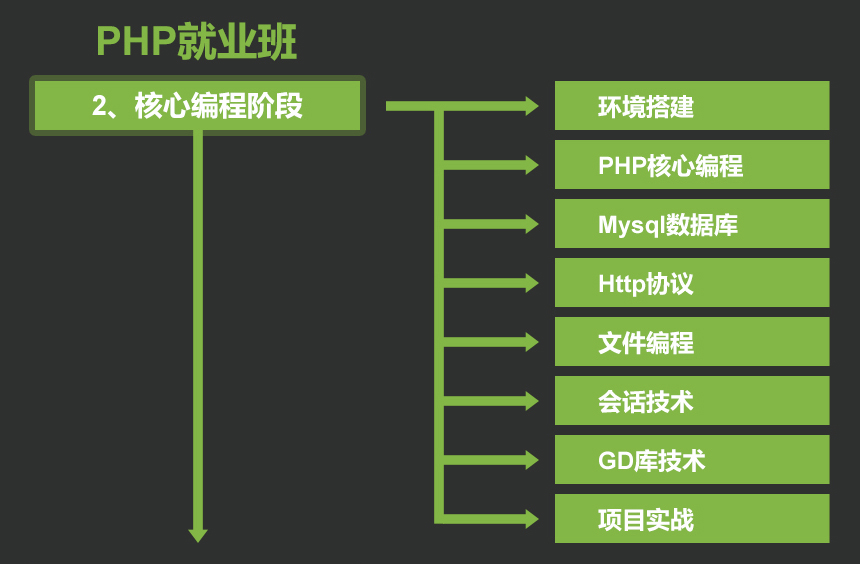 PHP就业班
2、核心编程阶段
环境搭建
PHP核心编程
Mysql数据库
Http协议
文件编程
会话技术
GD库技术
项目实战